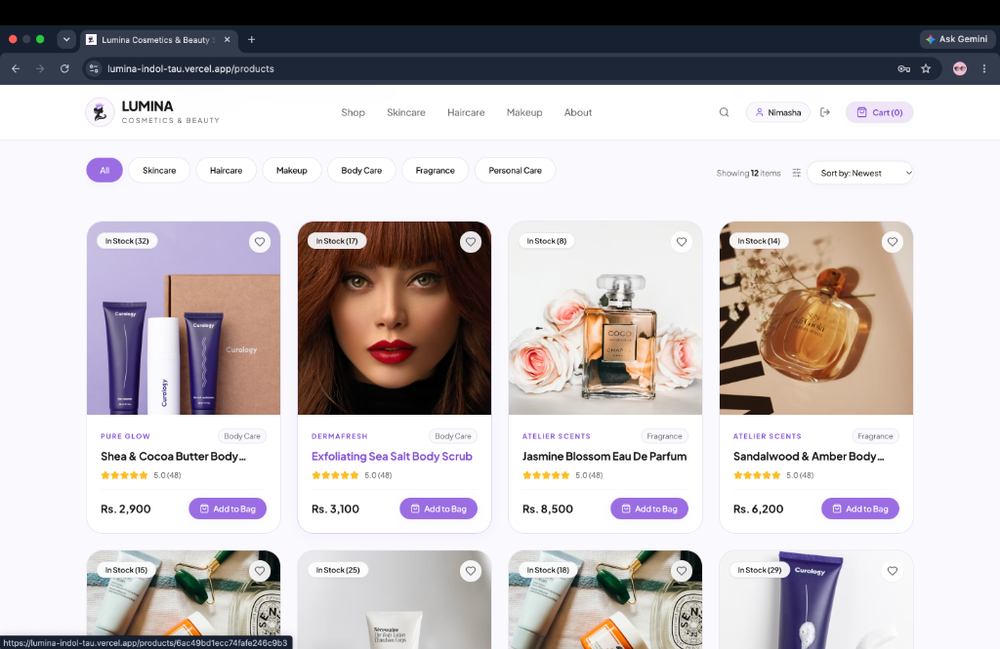 Lumina Cosmetics & Beauty
Ask Gemini
lumina-indol-tau.vercel.app/products
LUMINA
COSMETICS & BEAUTY
Shop Skincare Haircare Makeup About
Nimasha
Cart (0)
All Skincare Haircare Makeup Body Care Fragrance Personal Care
Showing 12 items
Sort by: Newest
In Stock (32)
In Stock (17)
In Stock (8)
In Stock (14)
Curology
Curology
Curology
Curology
COCO
CHANEL
PURE GLOW Body Care
Shea & Cocoa Butter Body...
5.0 (48)
Rs. 2,900 Add to Bag
DERMAFRESH Body Care
Exfoliating Sea Salt Body Scrub
5.0 (48)
Rs. 3,100 Add to Bag
ATELIER SCENTS Fragrance
Jasmine Blossom Eau De Parfum
5.0 (48)
Rs. 8,500 Add to Bag
ATELIER SCENTS Fragrance
Sandalwood & Amber Body...
5.0 (48)
Rs. 6,200 Add to Bag
In Stock (15)
In Stock (25)
In Stock (18)
In Stock (29)
Nécessaire
Curology
https://lumina-indol-tau.vercel.app/products/6ac49bd1ecc74fafe246c9b3